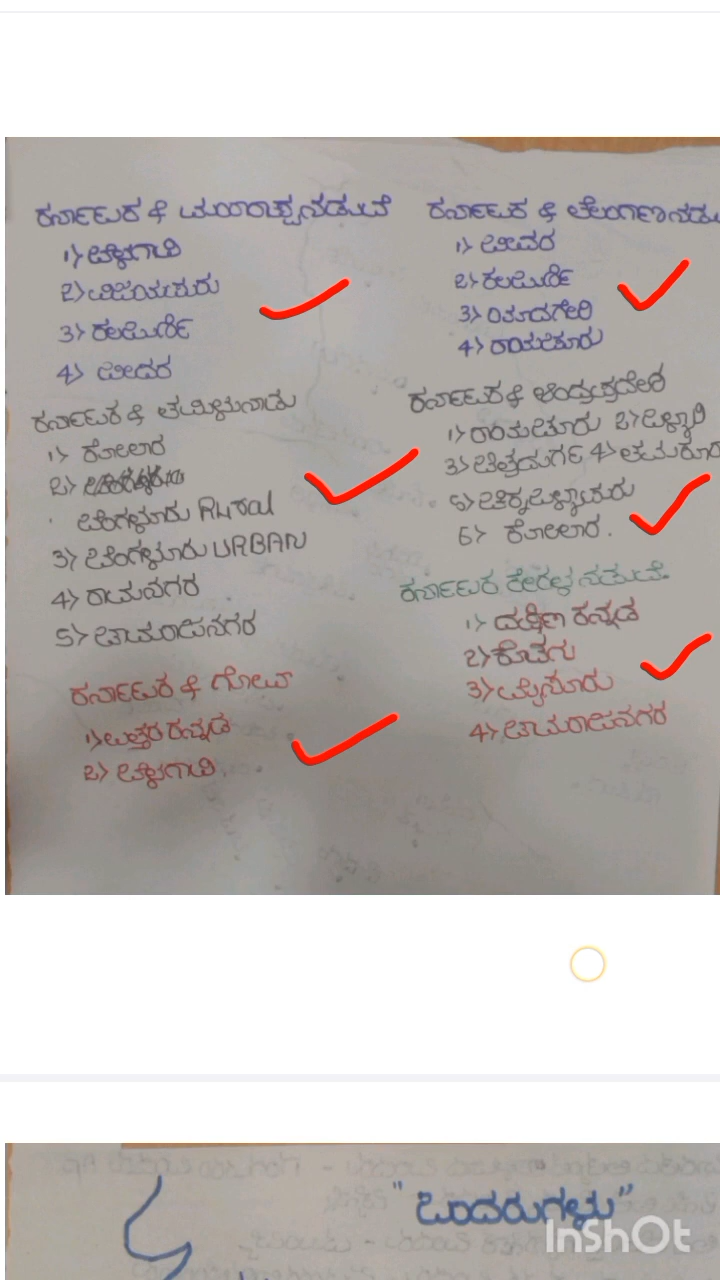 ಕರ್ನಾಟಕ & ಮಹಾರಾಷ್ಟ್ರ ನಡುವೆ
1) ಬೆಳಗಾವಿ
2) ವಿಜಯಪುರ
3) ಕಲಬುರ್ಗಿ
4) ಬೀದರ
ಕರ್ನಾಟಕ & ತಮಿಳುನಾಡು
1) ಕೋಲಾರ
2)
ಬೆಂಗಳೂರು Rural
3) ಬೆಂಗಳೂರು URBAN
4) ರಾಮನಗರ
5) ಚಾಮರಾಜನಗರ
ಕರ್ನಾಟಕ & ಗೋವಾ
1) ಉತ್ತರ ಕನ್ನಡ
2) ಬೆಳಗಾವಿ
ಕರ್ನಾಟಕ & ತೆಲಂಗಾಣ
1) ಬೀದರ
2) ಕಲಬುರ್ಗಿ
3) ಯಾದಗೀರಿ
4) ರಾಯಚೂರು
ಕರ್ನಾಟಕ & ಆಂಧ್ರಪ್ರದೇಶ
1) ರಾಯಚೂರು 2) ಬಳ್ಳಾರಿ
3) ಚಿತ್ರದುರ್ಗ 4)
5) ಚಿಕ್ಕಬಳ್ಳಾಪುರ
6) ಕೋಲಾರ.
ಕರ್ನಾಟಕ ಕೇರಳ ನಡುವೆ
1) ದಕ್ಷಿಣ ಕನ್ನಡ
2) ಕೊಡಗು
3) ಮೈಸೂರು
4) ಚಾಮರಾಜನಗರ
"ಬಂದರುಗಳು"
InShOt